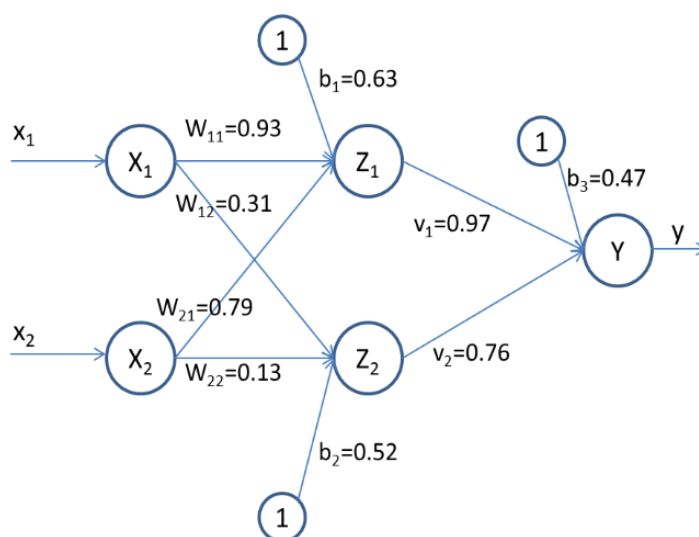 1
b₁=0.63
x₁
X₁
W₁₁=0.93
Z₁
1
b₃=0.47
W₁₂=0.31
v₁=0.97
Y
y
W₂₁=0.79
x₂
X₂
W₂₂=0.13
Z₂
v₂=0.76
b₂=0.52
1